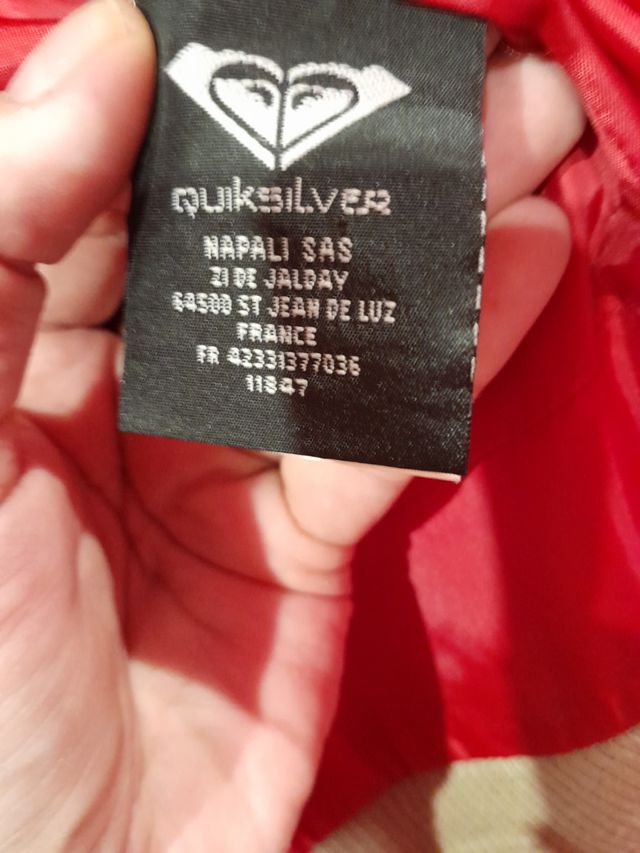 QUIKSILVER
NAPALI SAS
ZI DE JALDAY
64500 ST JEAN DE LUZ
FRANCE
FR 42331377036
11847